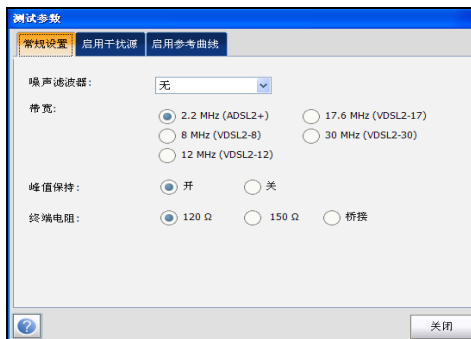 测试参数
常规设置 启用干扰源 启用参考曲线
噪声滤波器: 无
带宽: 2.2 MHz (ADSL2+) 17.6 MHz (VDSL2-17)
8 MHz (VDSL2-8) 30 MHz (VDSL2-30)
12 MHz (VDSL2-12)
峰值保持: 开 关
终端电阻: 120 Ω 150 Ω 桥接
? 关闭